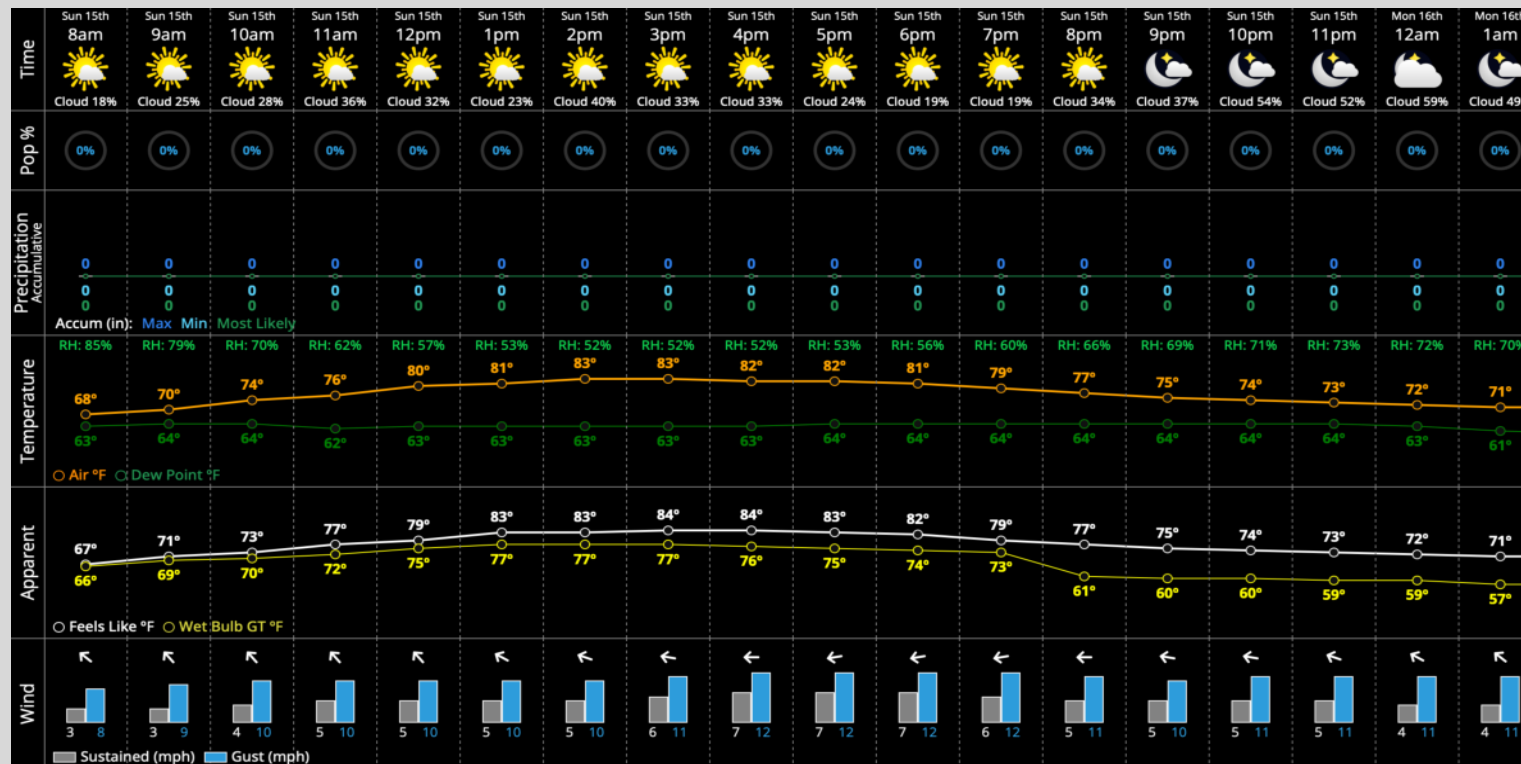 Sun 15th Sun 15th Sun 15th Sun 15th Sun 15th Sun 15th Sun 15th Sun 15th Sun 15th Sun 15th Sun 15th Sun 15th Sun 15th Sun 15th Sun 15th Sun 15th Mon 16th Mon 16th
8am 9am 10am 11am 12pm 1pm 2pm 3pm 4pm 5pm 6pm 7pm 8pm 9pm 10pm 11pm 12am 1am
Time
Cloud 18% Cloud 25% Cloud 28% Cloud 36% Cloud 32% Cloud 23% Cloud 40% Cloud 33% Cloud 33% Cloud 24% Cloud 19% Cloud 19% Cloud 34% Cloud 37% Cloud 54% Cloud 52% Cloud 59% Cloud 49
Pop %
0% 0% 0% 0% 0% 0% 0% 0% 0% 0% 0% 0% 0% 0% 0% 0% 0% 0%
Precipitation
Accumulative
0 0 0 0 0 0 0 0 0 0 0 0 0 0 0 0 0 0
0 0 0 0 0 0 0 0 0 0 0 0 0 0 0 0 0 0
0 0 0 0 0 0 0 0 0 0 0 0 0 0 0 0 0 0
Accum (in): Max Min Most Likely
Temperature
RH: 85% RH: 79% RH: 70% RH: 62% RH: 57% RH: 53% RH: 52% RH: 52% RH: 52% RH: 53% RH: 56% RH: 60% RH: 66% RH: 69% RH: 71% RH: 73% RH: 72% RH: 70%
68° 70° 74° 76° 80° 81° 83° 83° 82° 82° 81° 79° 77° 75° 74° 73° 72° 71°
63° 64° 64° 62° 63° 63° 63° 63° 63° 64° 64° 64° 64° 64° 64° 64° 63° 61°
Air °F Dew Point °F
Apparent
67° 71° 73° 77° 79° 83° 83° 84° 84° 83° 82° 79° 77° 75° 74° 73° 72° 71°
66° 69° 70° 72° 75° 77° 77° 77° 76° 75° 74° 73° 61° 60° 60° 59° 59° 57°
Feels Like °F Wet Bulb GT °F
Wind
3 8 3 9 4 10 5 10 5 10 5 10 5 10 6 11 7 12 7 12 7 12 6 12 5 11 5 10 5 11 5 11 4 11 4 11
Sustained (mph) Gust (mph)